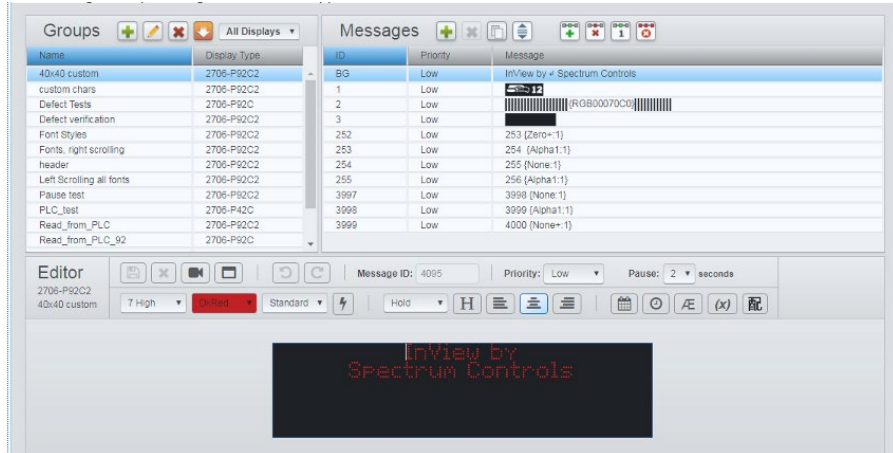 Groups All Displays
Messages
Name Display Type
40x40 custom 2706-P92C2
custom chars 2706-P92C2
Defect Tests 2706-P92C
Defect verification 2706-P92C2
Font Styles 2706-P92C2
Fonts, right scrolling 2706-P92C2
header 2706-P92C2
Left Scrolling all fonts 2706-P92C2
Pause test 2706-P92C2
PLC_test 2706-P42C
Read_from_PLC 2706-P92C2
Read_from_PLC_92 2706-P92C
ID Priority Message
BG Low InView by ↲ Spectrum Controls
1 Low 12
2 Low {RGB00070C0}
3 Low
252 Low 253 {Zero+:1}
253 Low 254 {Alpha1:1}
254 Low 255 {None:1}
255 Low 256 {Alpha1:1}
3997 Low 3998 {None:1}
3998 Low 3999 {Alpha1:1}
3999 Low 4000 {None+:1}
Editor
2706-P92C2
40x40 custom
Message ID: 4095 Priority: Low Pause: 2 seconds
7 High DkRed Standard Hold H Æ (x) 配
InView by
Spectrum Controls